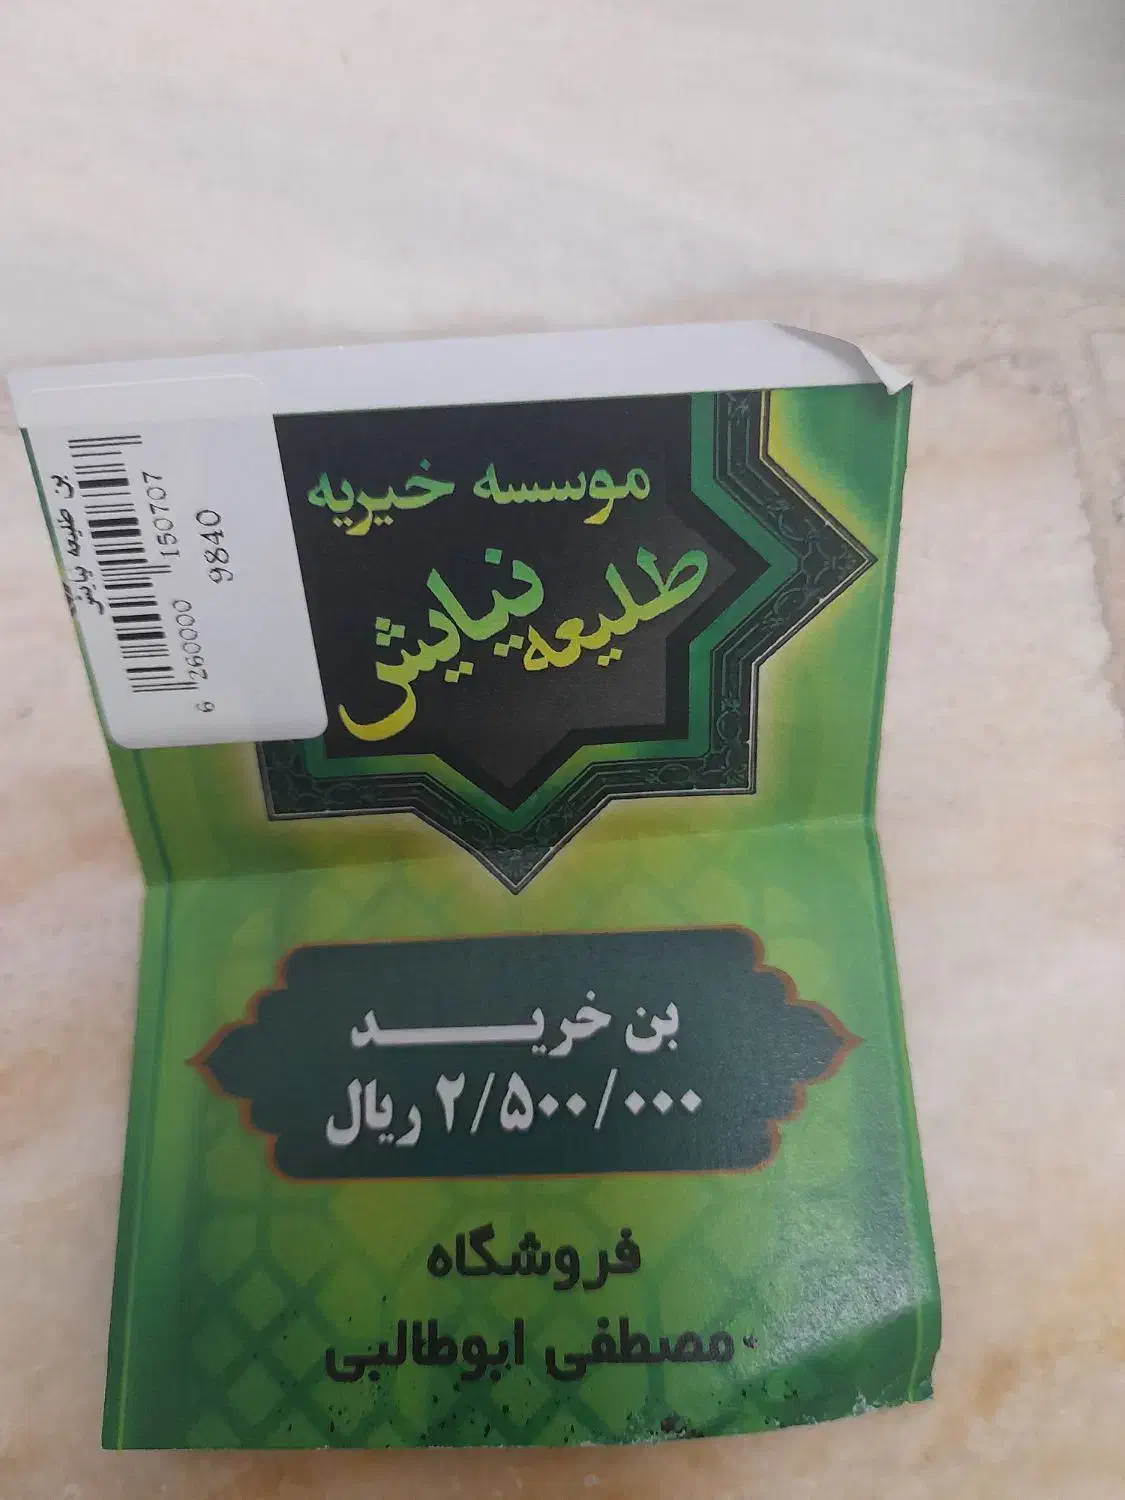 موسسه خیریه
طلیعه نیایش
بن خریـــــد
۲/۵۰۰/۰۰۰ ریال
فروشگاه
مصطفی ابوطالبی
بن طلیعه نیایش
6 260000 150707
9840